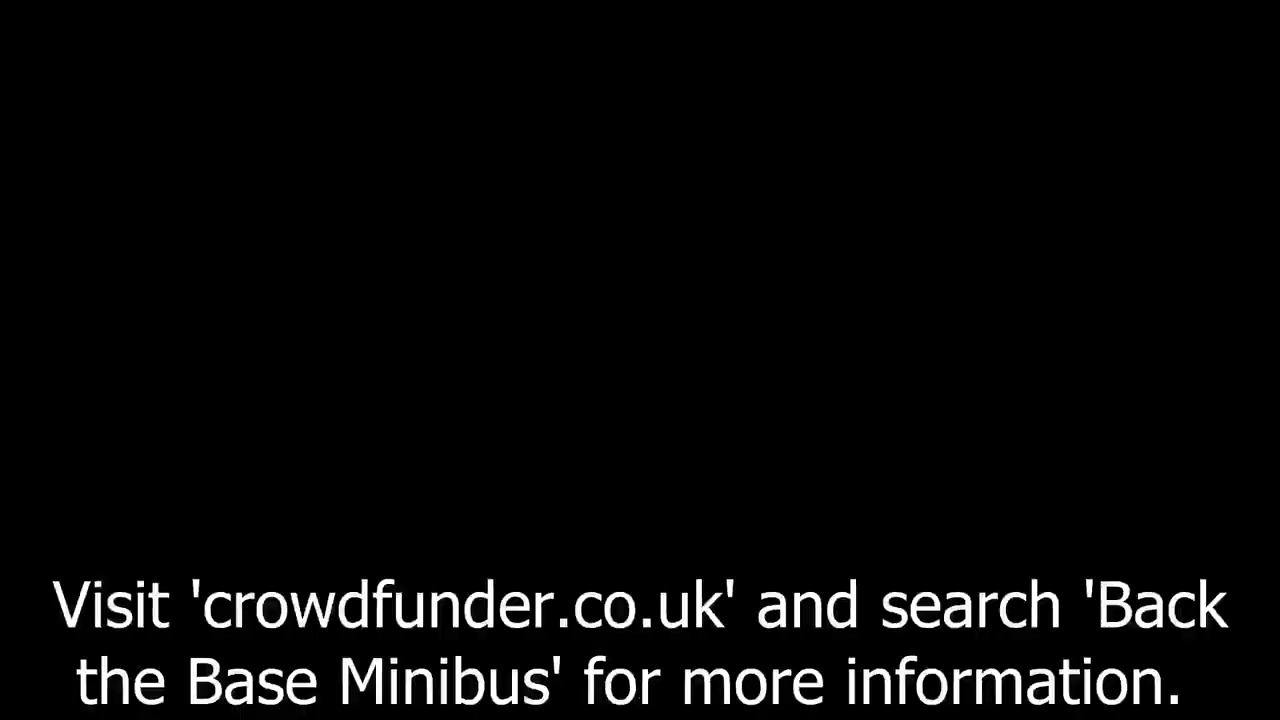 Visit 'crowdfunder.co.uk' and search 'Back
the Base Minibus' for more information.